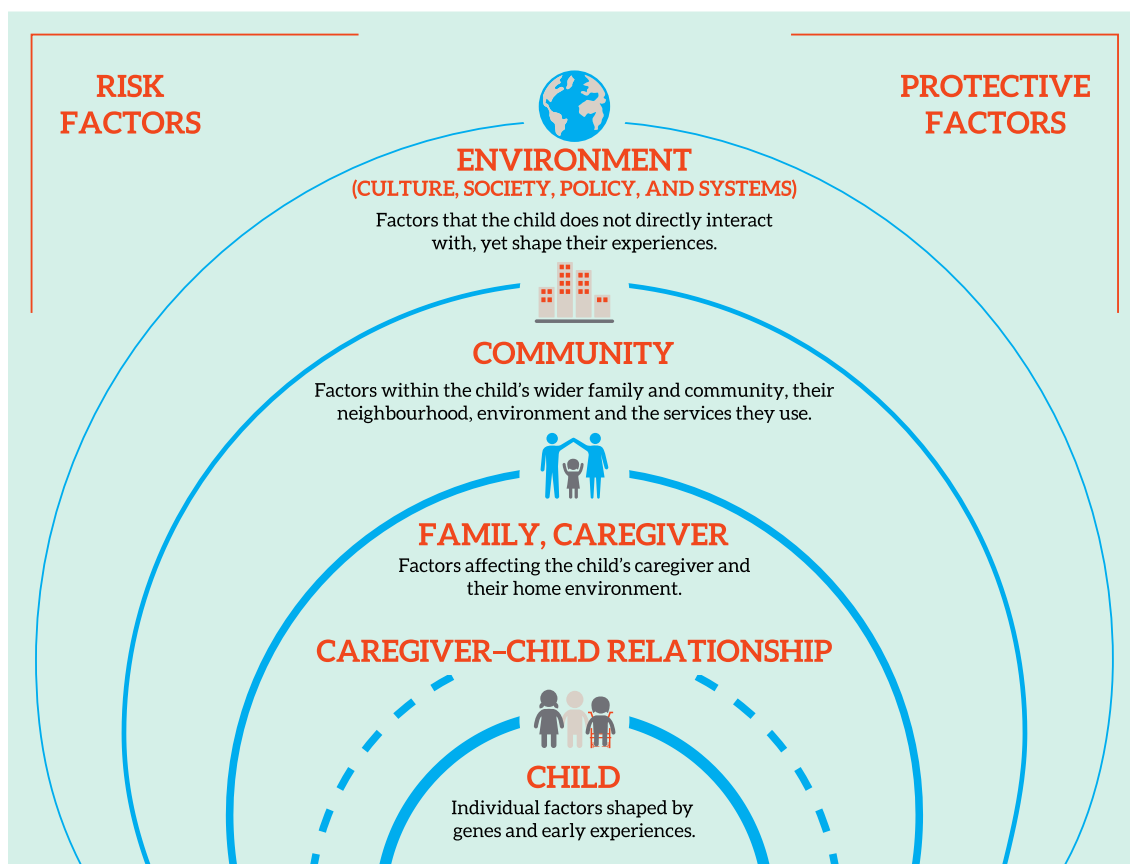 RISK
FACTORS
PROTECTIVE
FACTORS
ENVIRONMENT
(CULTURE, SOCIETY, POLICY, AND SYSTEMS)
Factors that the child does not directly interact
with, yet shape their experiences.
COMMUNITY
Factors within the child’s wider family and community, their
neighbourhood, environment and the services they use.
FAMILY, CAREGIVER
Factors affecting the child’s caregiver and
their home environment.
CAREGIVER–CHILD RELATIONSHIP
CHILD
Individual factors shaped by
genes and early experiences.